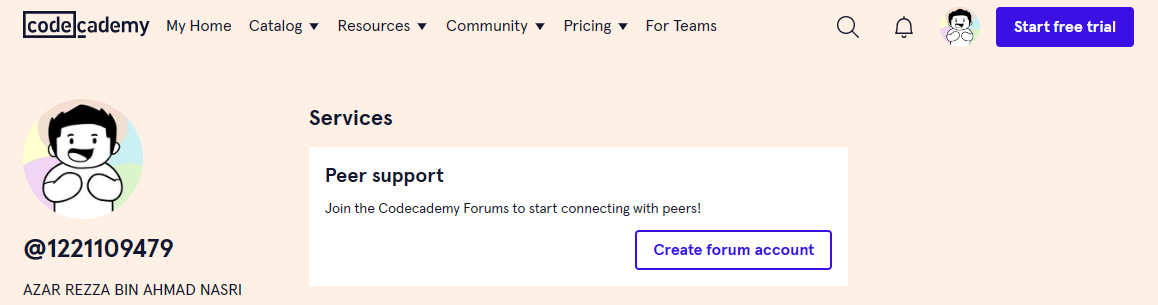 codecademy My Home Catalog Resources Community Pricing For Teams Start free trial
Services
Peer support
Join the Codecademy Forums to start connecting with peers!
Create forum account
@1221109479
AZAR REZZA BIN AHMAD NASRI